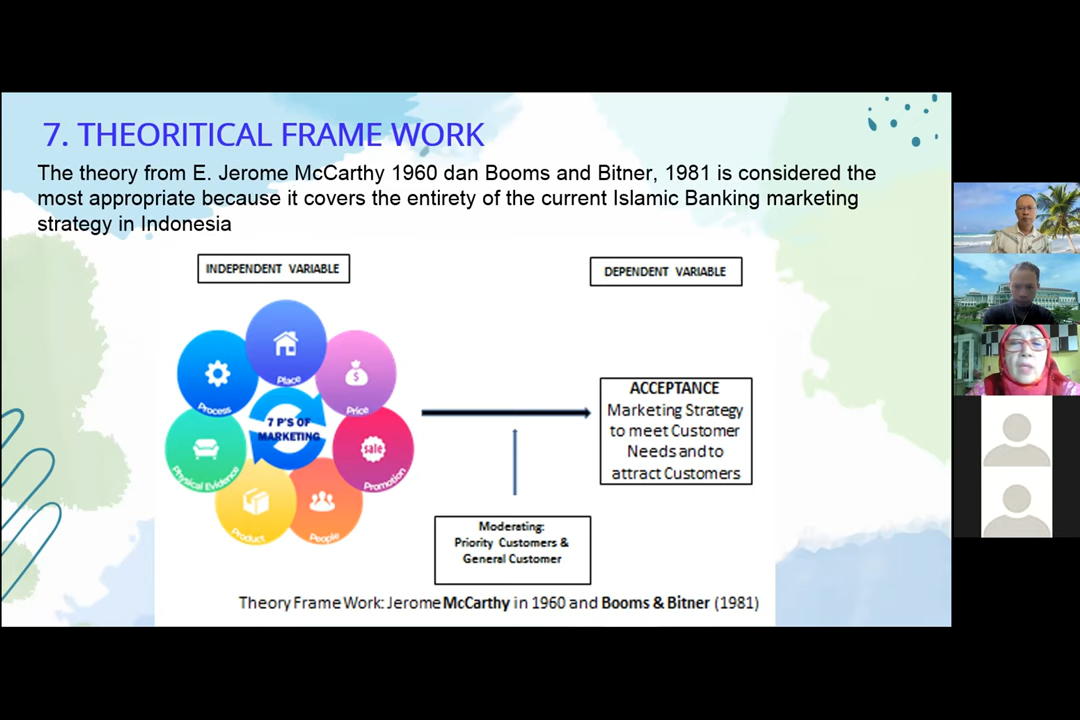 7. THEORITICAL FRAME WORK
The theory from E. Jerome McCarthy 1960 dan Booms and Bitner, 1981 is considered the
most appropriate because it covers the entirety of the current Islamic Banking marketing
strategy in Indonesia
INDEPENDENT VARIABLE
DEPENDENT VARIABLE
Place
Process
Price
7 P'S OF
MARKETING
sale
Physical Evidence
Promotion
Product
People
ACCEPTANCE
Marketing Strategy
to meet Customer
Needs and to
attract Customers
Moderating:
Priority Customers &
General Customer
Theory Frame Work: Jerome McCarthy in 1960 and Booms & Bitner (1981)